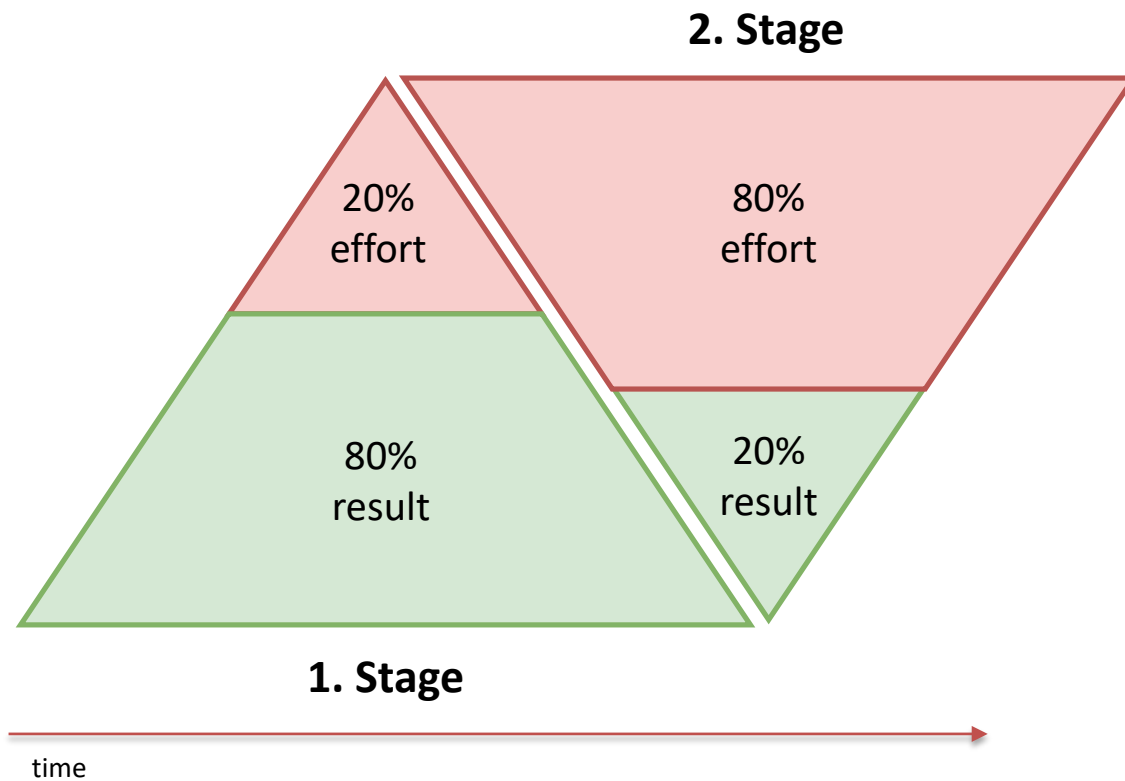 2. Stage
20%
effort
80%
effort
80%
result
20%
result
1. Stage
time